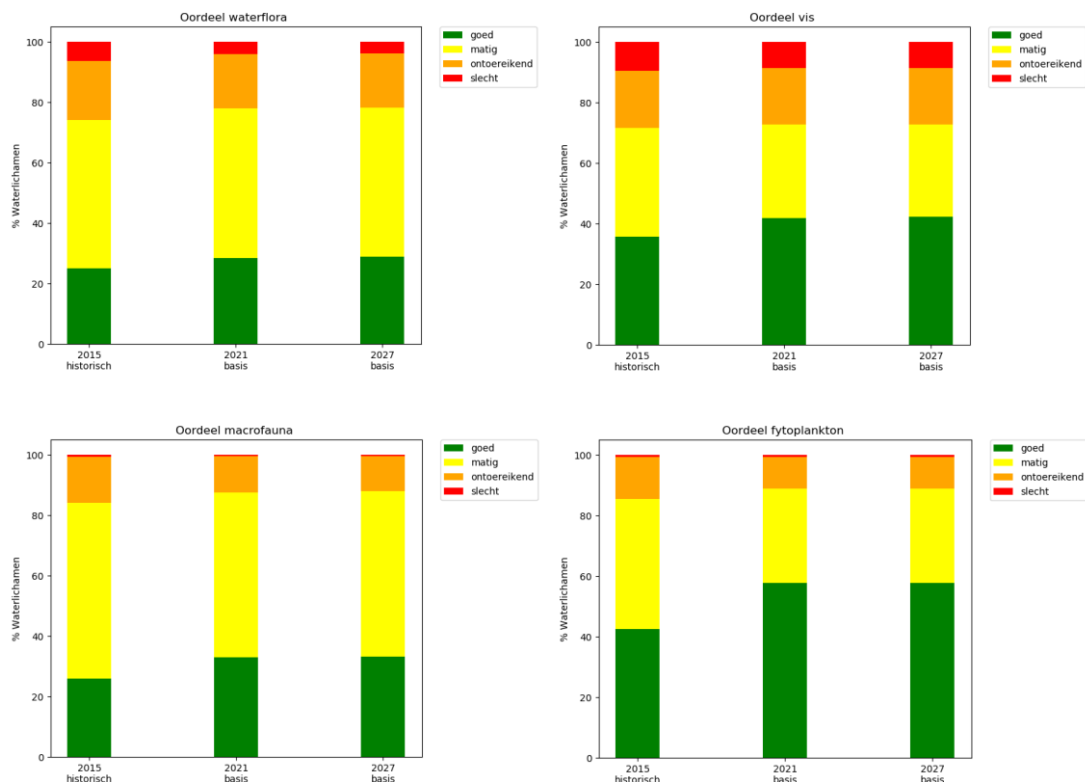 Oordeel waterflora
goed
matig
ontoereikend
slecht
% Waterlichamen
100
80
60
40
20
0
2015
historisch
2021
basis
2027
basis
Oordeel vis
goed
matig
ontoereikend
slecht
% Waterlichamen
100
80
60
40
20
0
2015
historisch
2021
basis
2027
basis
Oordeel macrofauna
goed
matig
ontoereikend
slecht
% Waterlichamen
100
80
60
40
20
0
2015
historisch
2021
basis
2027
basis
Oordeel fytoplankton
goed
matig
ontoereikend
slecht
% Waterlichamen
100
80
60
40
20
0
2015
historisch
2021
basis
2027
basis